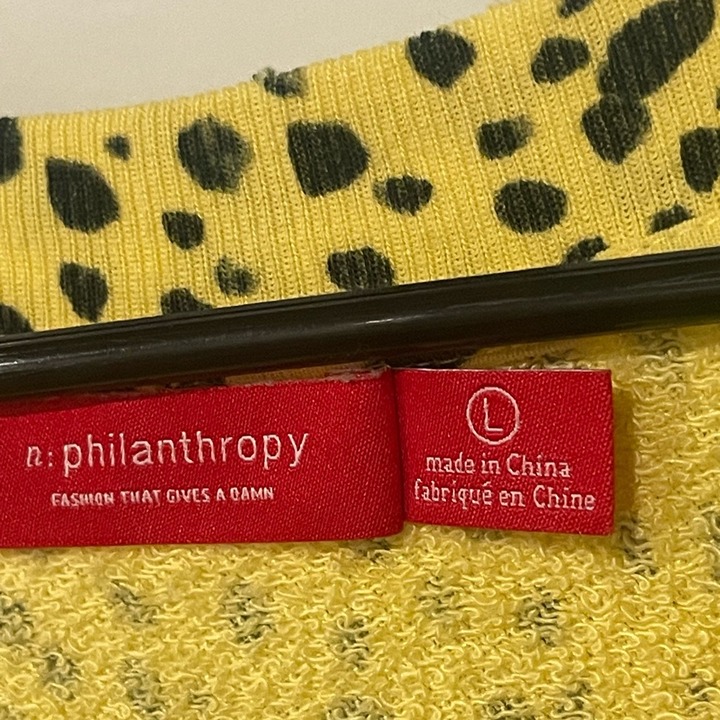 n:philanthropy
FASHION THAT GIVES A DAMN
L
made in China
fabriqué en Chine